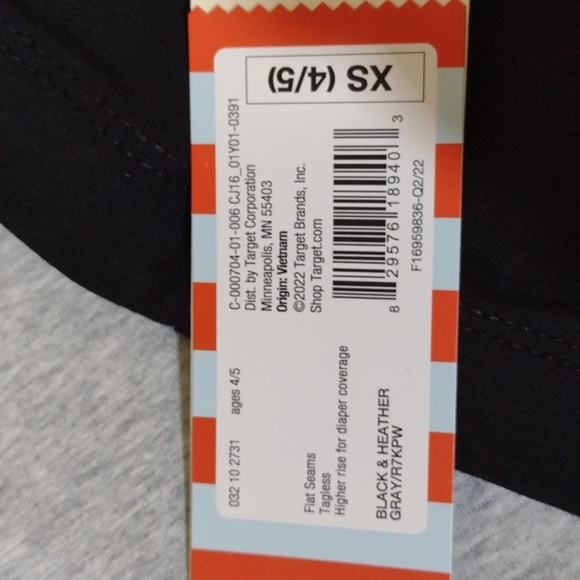 XS (4/5)
032 10 2731 ages 4/5
C-000704-01-006 CJ16_01Y01-0391
Dist. by Target Corporation
Minneapolis, MN 55403
Origin: Vietnam
©2022 Target Brands, Inc.
Shop Target.com
Flat Seams
Tagless
Higher rise for diaper coverage
8 29576 18940 3
BLACK & HEATHER
GRAY/R7KPW
F16959836-Q2/22